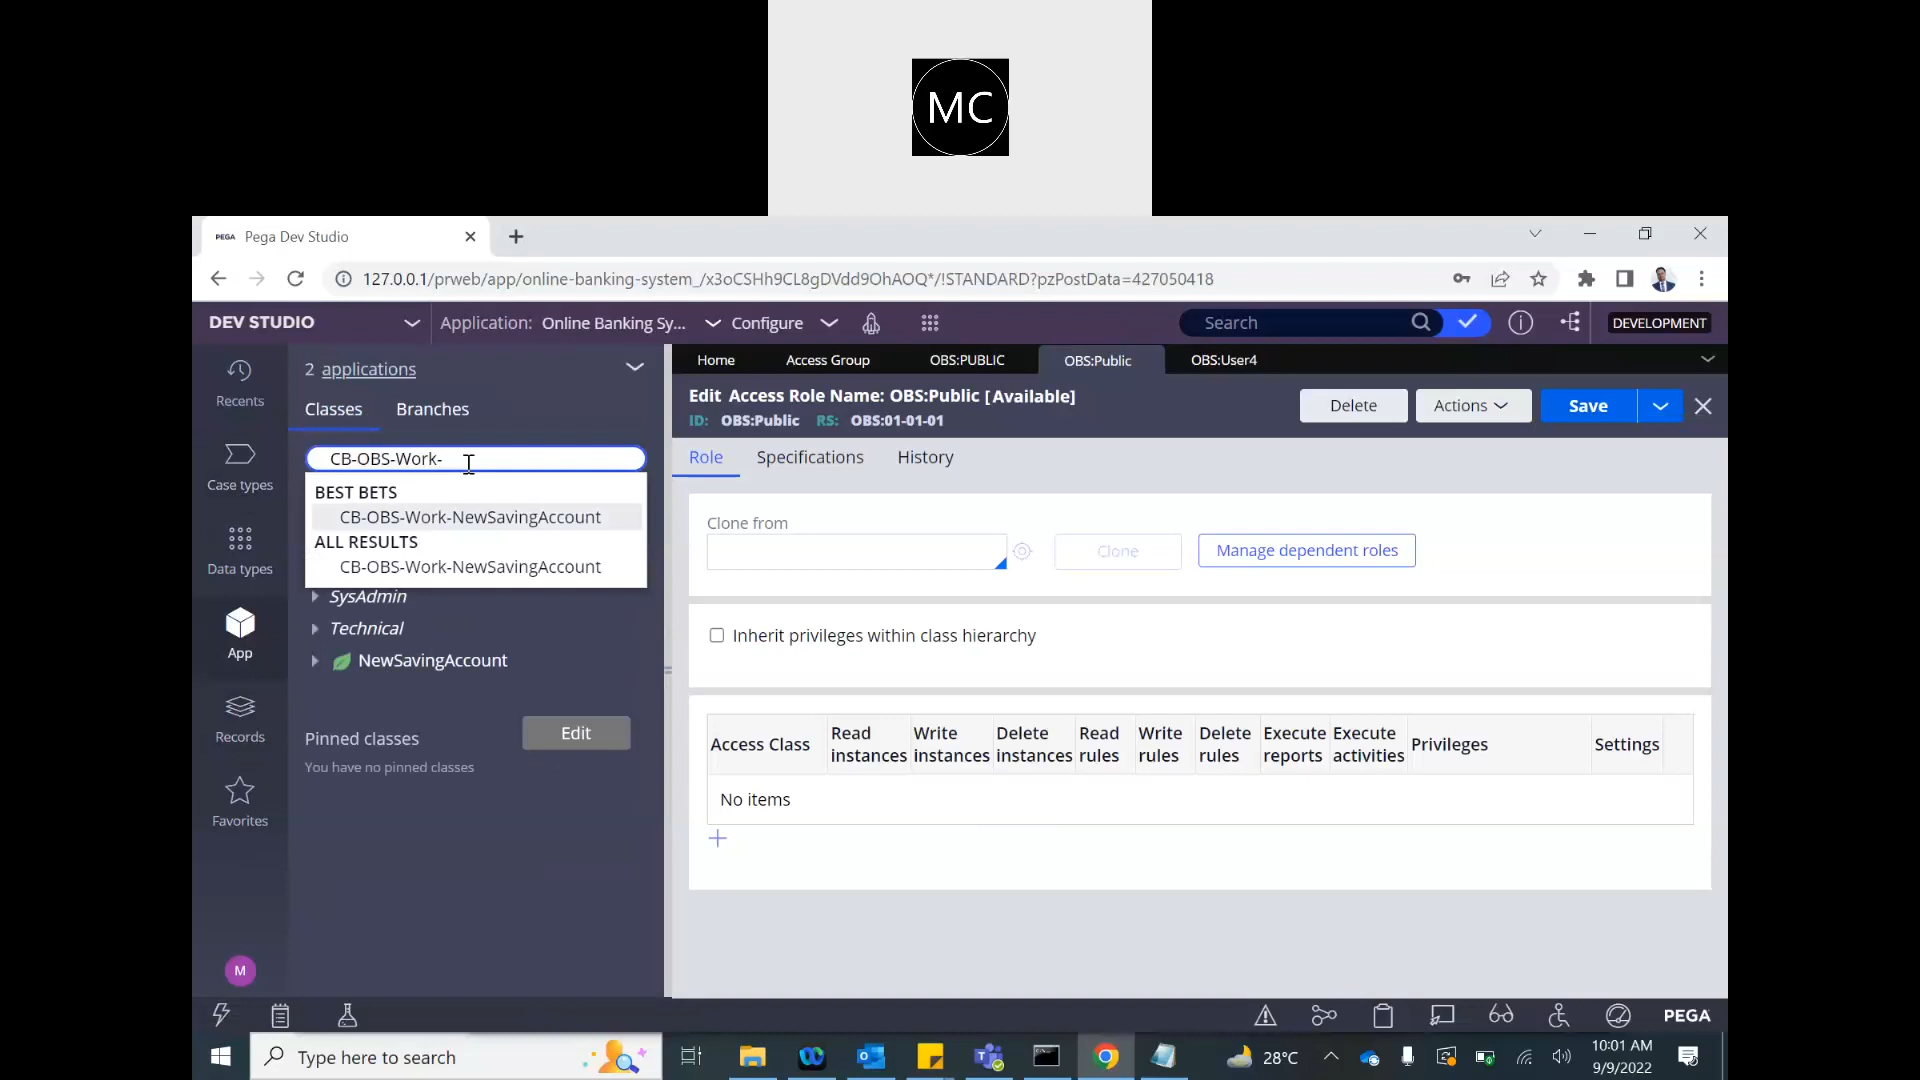 MC
PEGA Pega Dev Studio
127.0.0.1/prweb/app/online-banking-system_/x3oCSHh9CL8gDVdd9OhAOQ*/!STANDARD?pzPostData=427050418
DEV STUDIO
Application: Online Banking Sy...
Configure
Search
DEVELOPMENT
Recents
Case types
Data types
App
Records
Favorites
M
2 applications
Classes Branches
CB-OBS-Work-
BEST BETS
CB-OBS-Work-NewSavingAccount
ALL RESULTS
CB-OBS-Work-NewSavingAccount
SysAdmin
Technical
NewSavingAccount
Pinned classes
Edit
You have no pinned classes
Home Access Group OBS:PUBLIC OBS:Public OBS:User4
Edit Access Role Name: OBS:Public [Available]
ID: OBS:Public RS: OBS:01-01-01
Delete Actions Save
Role Specifications History
Clone from
Clone Manage dependent roles
Inherit privileges within class hierarchy
Access Class Read instances Write instances Delete instances Read rules Write rules Delete rules Execute reports Execute activities Privileges Settings
No items
PEGA
Type here to search
28°C
10:01 AM
9/9/2022